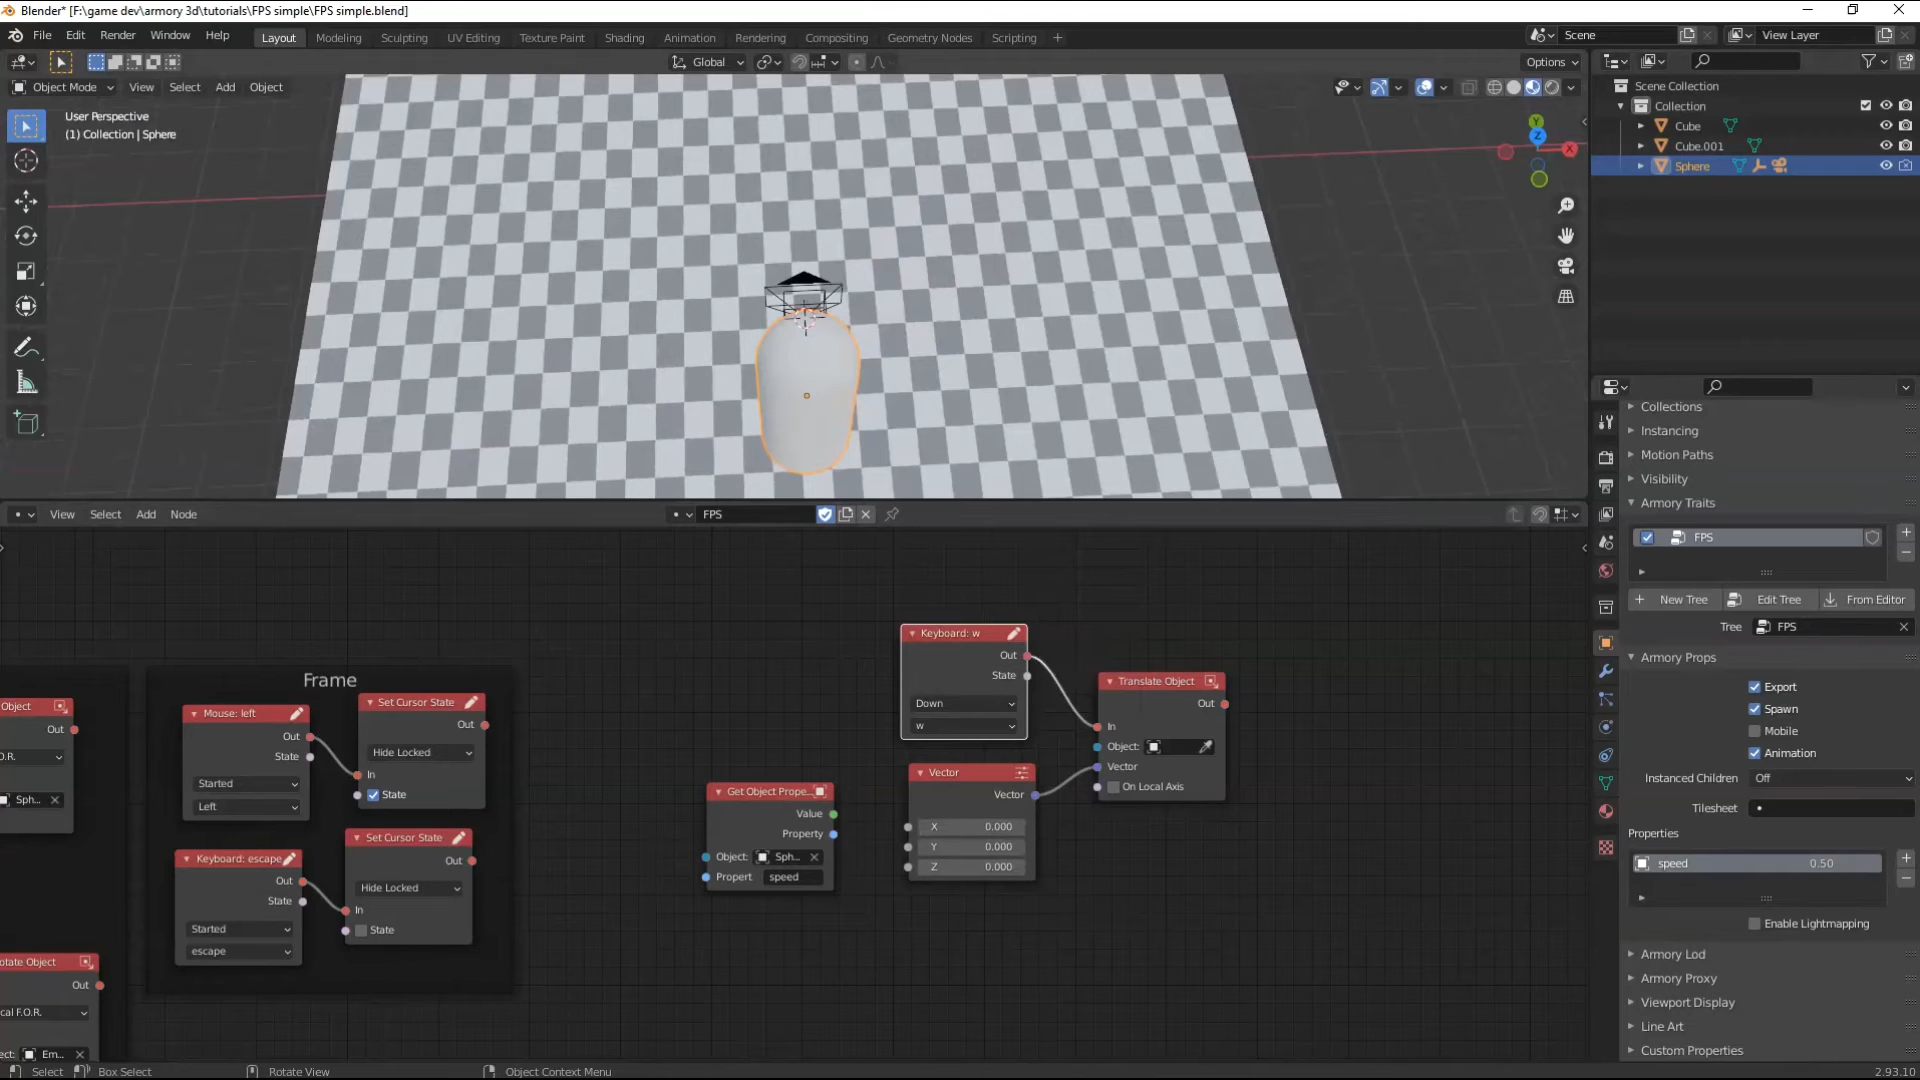 Blender* [F:\game dev\armory 3d\tutorials\FPS simple\FPS simple.blend]
File Edit Render Window Help Layout Modeling Sculpting UV Editing Texture Paint Shading Animation Rendering Compositing Geometry Nodes Scripting + Scene View Layer
Global Options
Object Mode View Select Add Object
User Perspective
(1) Collection | Sphere
Y
Z
X
Scene Collection
Collection
Cube
Cube.001
Sphere
Collections
Instancing
Motion Paths
Visibility
Armory Traits
FPS
New Tree Edit Tree From Editor
Tree FPS
Armory Props
Export
Spawn
Mobile
Animation
Instanced Children Off
Tilesheet
Properties
speed 0.50
Enable Lightmapping
Armory Lod
Armory Proxy
Viewport Display
Line Art
Custom Properties
View Select Add Node FPS
Object
Out
O.R.
Sph...
otate Object
Out
cal F.O.R.
ect: Em...
Frame
Mouse: left
Out
State
Started
Left
Set Cursor State
Out
Hide Locked
In
State
Keyboard: escape
Out
State
Started
escape
Set Cursor State
Out
Hide Locked
In
State
Get Object Prope...
Value
Property
Object: Sph...
Propert speed
Keyboard: w
Out
State
Down
w
Vector
Vector
X 0.000
Y 0.000
Z 0.000
Translate Object
Out
In
Object:
Vector
On Local Axis
Select Box Select Rotate View Object Context Menu 2.93.10